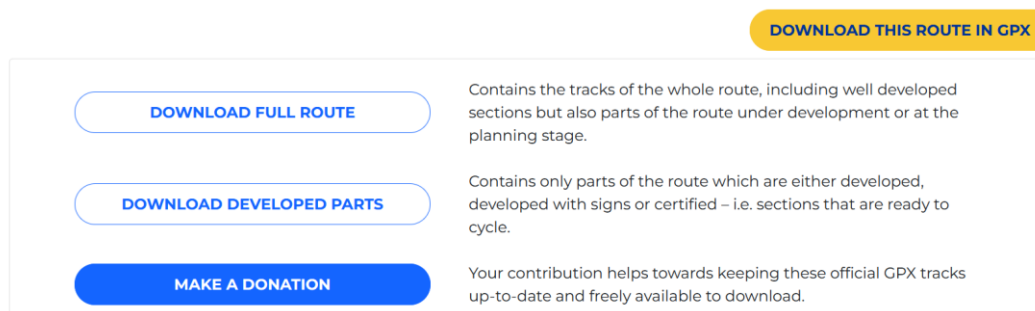 DOWNLOAD THIS ROUTE IN GPX
DOWNLOAD FULL ROUTE
Contains the tracks of the whole route, including well developed
sections but also parts of the route under development or at the
planning stage.
DOWNLOAD DEVELOPED PARTS
Contains only parts of the route which are either developed,
developed with signs or certified – i.e. sections that are ready to
cycle.
MAKE A DONATION
Your contribution helps towards keeping these official GPX tracks
up-to-date and freely available to download.